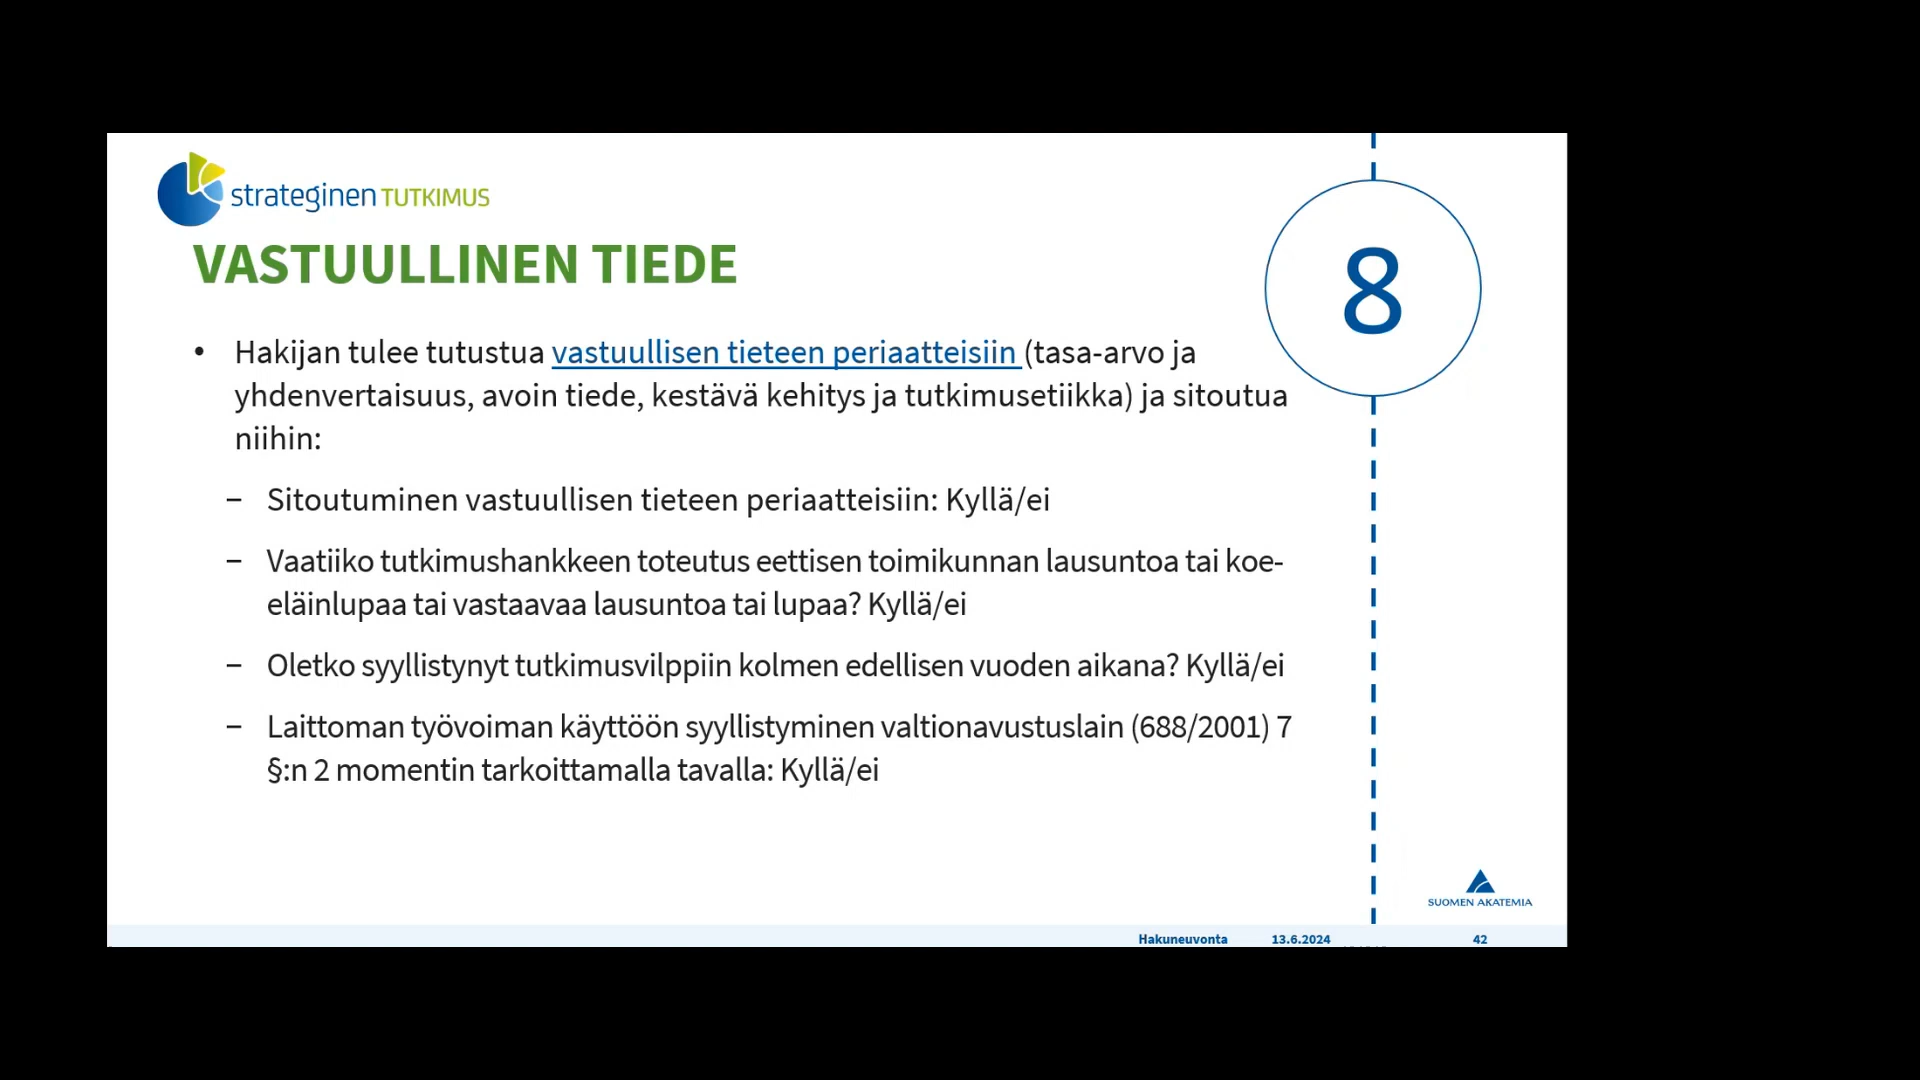 strateginen TUTKIMUS
VASTUULLINEN TIEDE
8
• Hakijan tulee tutustua vastuullisen tieteen periaatteisiin (tasa-arvo ja
yhdenvertaisuus, avoin tiede, kestävä kehitys ja tutkimusetiikka) ja sitoutua
niihin:
– Sitoutuminen vastuullisen tieteen periaatteisiin: Kyllä/ei
– Vaatiiko tutkimushankkeen toteutus eettisen toimikunnan lausuntoa tai koe-
eläinlupaa tai vastaavaa lausuntoa tai lupaa? Kyllä/ei
– Oletko syyllistynyt tutkimusvilppiin kolmen edellisen vuoden aikana? Kyllä/ei
– Laittoman työvoiman käyttöön syyllistyminen valtionavustuslain (688/2001) 7
§:n 2 momentin tarkoittamalla tavalla: Kyllä/ei
SUOMEN AKATEMIA
Hakuneuvonta 13.6.2024 42